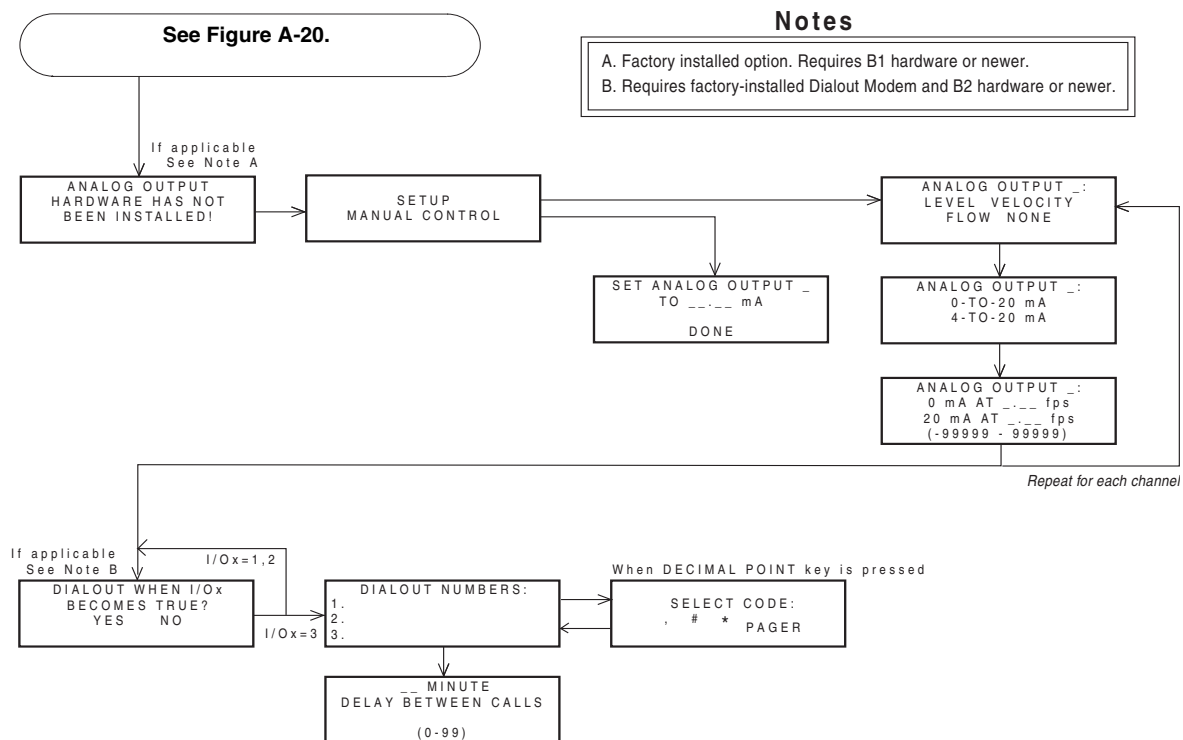 See Figure A-20.
Notes
A. Factory installed option. Requires B1 hardware or newer.
B. Requires factory-installed Dialout Modem and B2 hardware or newer.
If applicable
See Note A
ANALOG OUTPUT
HARDWARE HAS NOT
BEEN INSTALLED!
SETUP
MANUAL CONTROL
ANALOG OUTPUT _:
LEVEL VELOCITY
FLOW NONE
SET ANALOG OUTPUT _
TO __.__ mA
DONE
ANALOG OUTPUT _:
0-TO-20 mA
4-TO-20 mA
ANALOG OUTPUT _:
0 mA AT _.__ fps
20 mA AT _.__ fps
(-99999 - 99999)
Repeat for each channel
If applicable
See Note B
I/Ox=1,2
DIALOUT WHEN I/Ox
BECOMES TRUE?
YES NO
I/Ox=3
DIALOUT NUMBERS:
1.
2.
3.
When DECIMAL POINT key is pressed
SELECT CODE:
, # * PAGER
__ MINUTE
DELAY BETWEEN CALLS
(0-99)